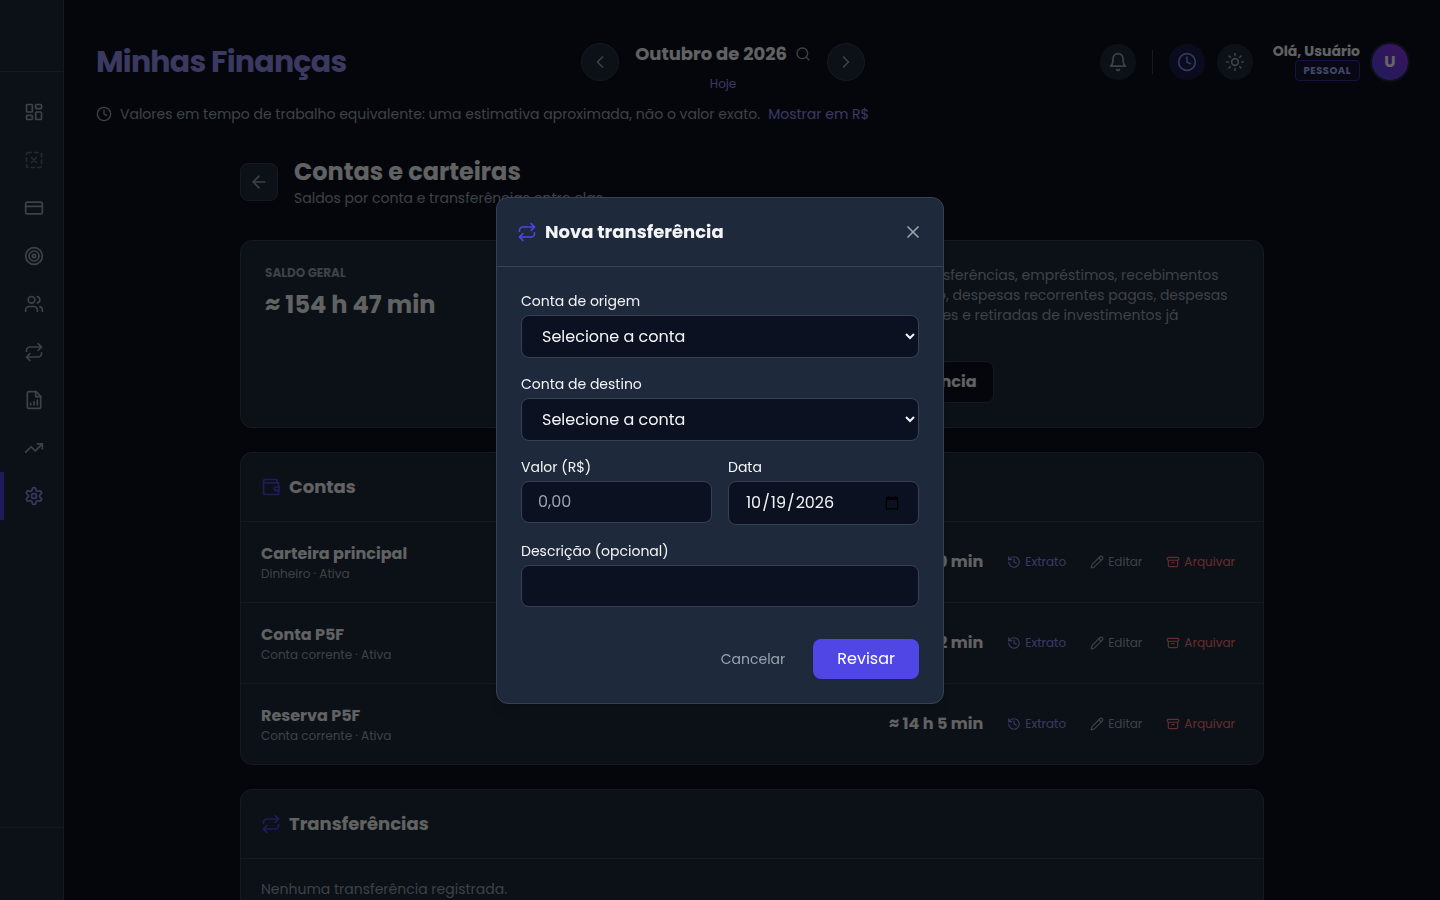 Minhas Finanças
Outubro de 2026
Hoje
Olá, Usuário
PESSOAL
U
Valores em tempo de trabalho equivalente: uma estimativa aproximada, não o valor exato. Mostrar em R$
Contas e carteiras
Saldos por conta e transferências entre elas
SALDO GERAL
≈ 154 h 47 min
sferências, empréstimos, recebimentos
, despesas recorrentes pagas, despesas
es e retiradas de investimentos já
ncia
Nova transferência
Conta de origem
Selecione a conta
Conta de destino
Selecione a conta
Valor (R$)
Data
0,00
10/19/2026
Descrição (opcional)
Cancelar
Revisar
Contas
Carteira principal
Dinheiro · Ativa
min
Extrato
Editar
Arquivar
Conta P5F
Conta corrente · Ativa
2 min
Extrato
Editar
Arquivar
Reserva P5F
Conta corrente · Ativa
≈ 14 h 5 min
Extrato
Editar
Arquivar
Transferências
Nenhuma transferência registrada.